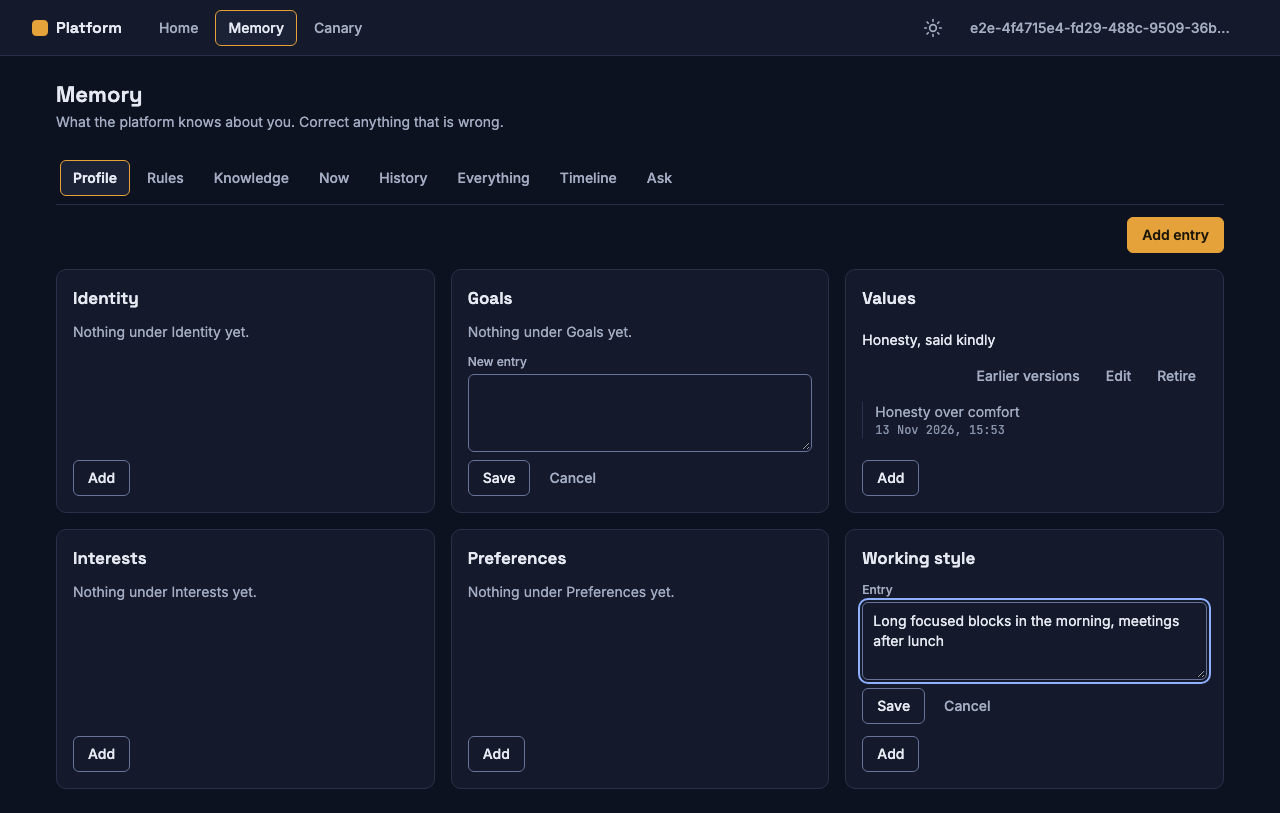 Platform
Home
Memory
Canary
e2e-4f4715e4-fd29-488c-9509-36b...
Memory
What the platform knows about you. Correct anything that is wrong.
Profile
Rules
Knowledge
Now
History
Everything
Timeline
Ask
Add entry
Identity
Nothing under Identity yet.
Add
Goals
Nothing under Goals yet.
New entry
Save
Cancel
Values
Honesty, said kindly
Earlier versions
Edit
Retire
Honesty over comfort
13 Nov 2026, 15:53
Add
Interests
Nothing under Interests yet.
Add
Preferences
Nothing under Preferences yet.
Add
Working style
Entry
Long focused blocks in the morning, meetings
after lunch
Save
Cancel
Add